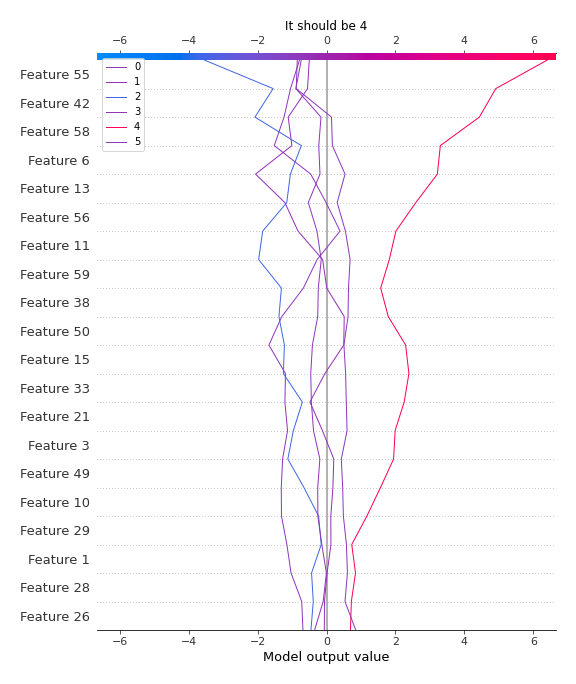 It should be 4
−6 −4 −2 0 2 4 6
0
1
2
3
4
5
Feature 55
Feature 42
Feature 58
Feature 6
Feature 13
Feature 56
Feature 11
Feature 59
Feature 38
Feature 50
Feature 15
Feature 33
Feature 21
Feature 3
Feature 49
Feature 10
Feature 29
Feature 1
Feature 28
Feature 26
−6 −4 −2 0 2 4 6
Model output value